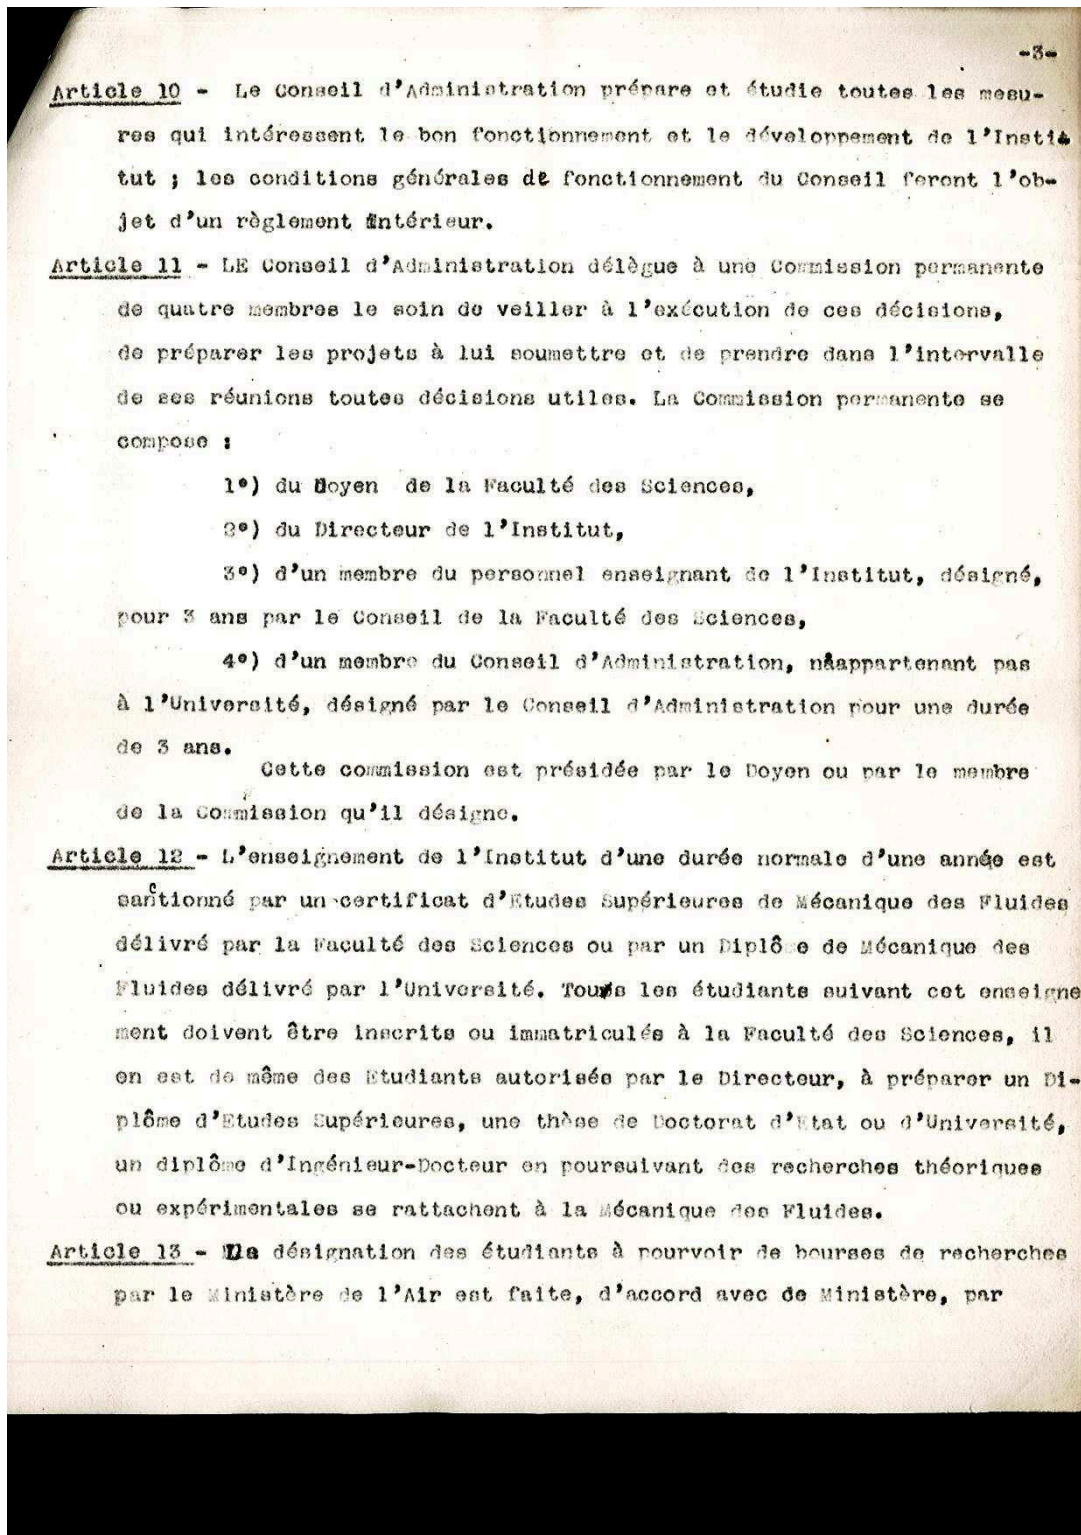 -3-
Article 10 - Le Conseil d'Administration prépare et étudie toutes les mesu-
res qui intéressent le bon fonctionnement et le développement de l'Insti-
tut ; les conditions générales de fonctionnement du Conseil feront l'ob-
jet d'un règlement intérieur.
Article 11 - LE Conseil d'Administration délègue à une Commission permanente
de quatre membres le soin de veiller à l'exécution de ces décisions,
de préparer les projets à lui soumettre et de prendre dans l'intervalle
de ses réunions toutes décisions utiles. La Commission permanente se
compose :
1°) du Doyen de la Faculté des Sciences,
2°) du Directeur de l'Institut,
3°) d'un membre du personnel enseignant de l'Institut, désigné,
pour 3 ans par le Conseil de la Faculté des Sciences,
4°) d'un membre du Conseil d'Administration, n'appartenant pas
à l'Université, désigné par le Conseil d'Administration pour une durée
de 3 ans.
Cette commission est présidée par le Doyen ou par le membre
de la Commission qu'il désigne.
Article 12 - L'enseignement de l'Institut d'une durée normale d'une année est
sanctionné par un certificat d'Etudes Supérieures de Mécanique des Fluides
délivré par la Faculté des Sciences ou par un Diplôme de Mécanique des
Fluides délivré par l'Université. Tous les étudiants suivant cet enseigne
ment doivent être inscrits ou immatriculés à la Faculté des Sciences, il
en est de même des Etudiants autorisés par le Directeur, à préparer un Di-
plôme d'Etudes Supérieures, une thèse de Doctorat d'Etat ou d'Université,
un diplôme d'Ingénieur-Docteur en poursuivant des recherches théoriques
ou expérimentales se rattachent à la Mécanique des Fluides.
Article 13 - La désignation des étudiants à pourvoir de bourses de recherches
par le Ministère de l'Air est faite, d'accord avec de Ministère, par